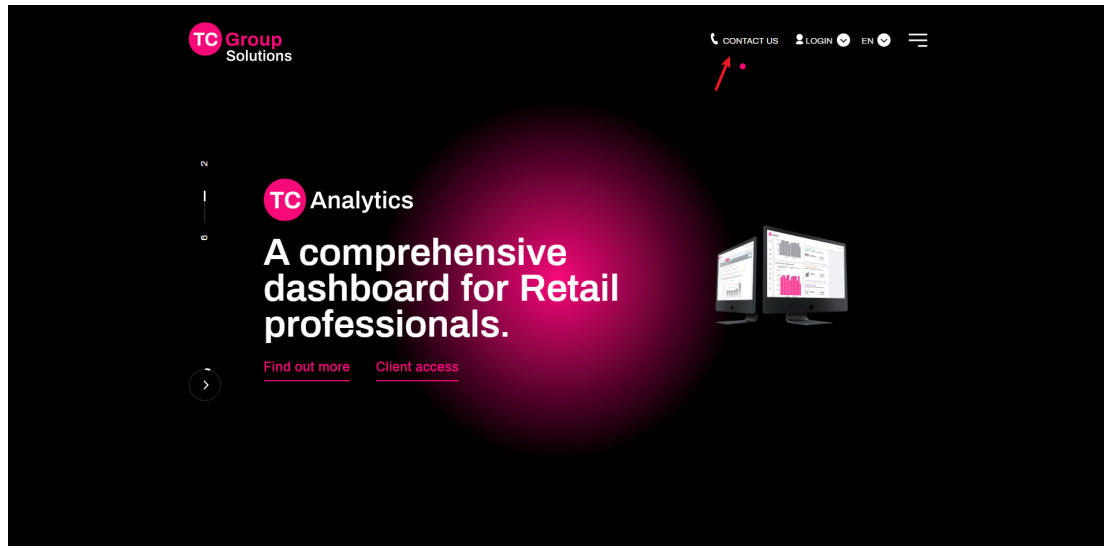 TC Group
Solutions
CONTACT US LOGIN EN
2
6
TC Analytics
A comprehensive
dashboard for Retail
professionals.
Find out more Client access